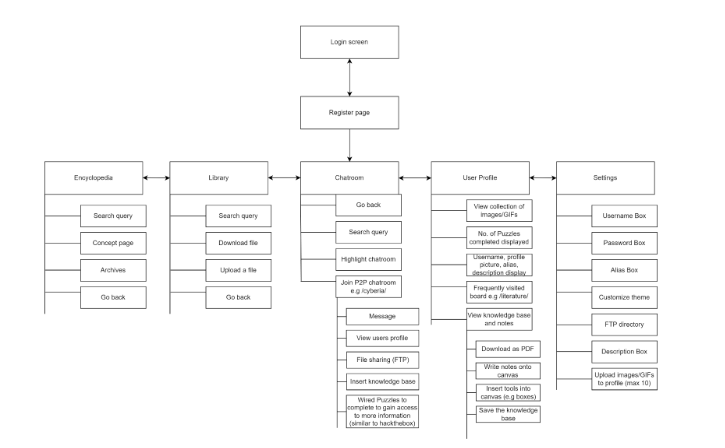 Login screen
Register page
Encyclopedia
Library
Chatroom
User Profile
Settings
Search query
Concept page
Archives
Go back
Search query
Download file
Upload a file
Go back
Go back
Search query
Highlight chatroom
Join P2P chatroom
e.g /cyberia/
Message
View users profile
File sharing (FTP)
Insert knowledge base
Wired Puzzles to
complete to gain access
to more information
(similar to hackthebox)
View collection of
images/GIFs
No. of Puzzles
completed displayed
Username, profile
picture, alias,
description display
Frequently visited
board e.g /literature/
View knowledge base
and notes
Download as PDF
Write notes onto
canvas
Insert tools into
canvas (e.g boxes)
Save the knowledge
base
Username Box
Password Box
Alias Box
Customize theme
FTP directory
Description Box
Upload images/GIFs
to profile (max 10)